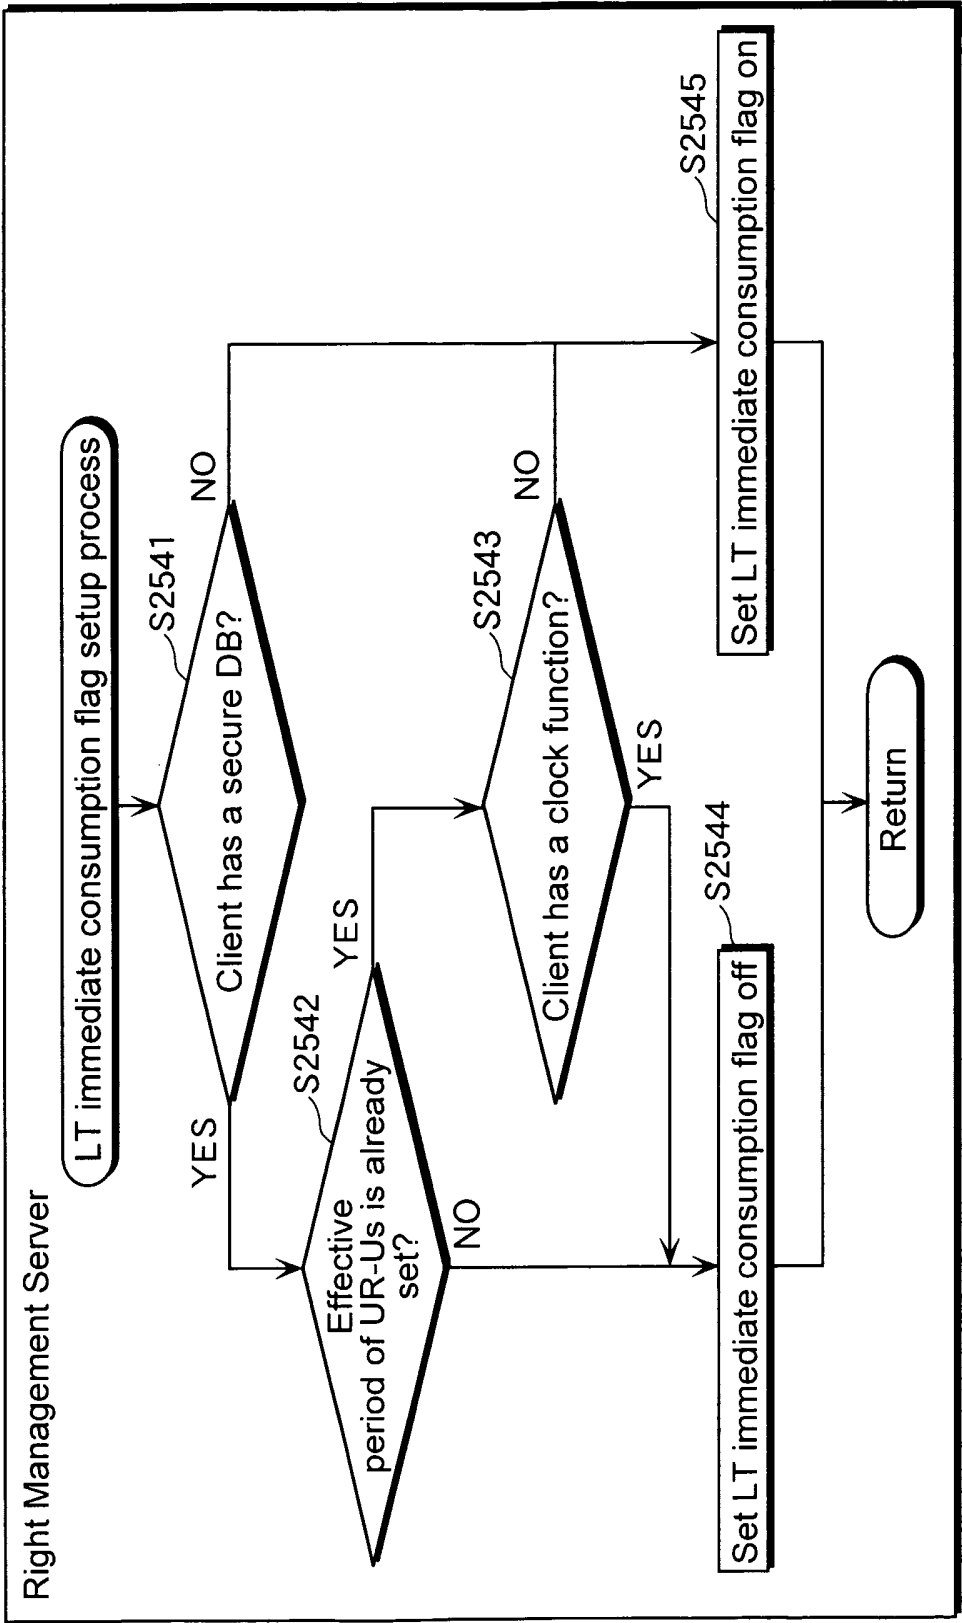 Right Management Server
LT immediate consumption flag setup process
S2541
Client has a secure DB?
YES
NO
S2542
Effective
period of UR-Us is already
set?
YES
NO
S2543
Client has a clock function?
NO
YES
S2544
Set LT immediate consumption flag off
S2545
Set LT immediate consumption flag on
Return